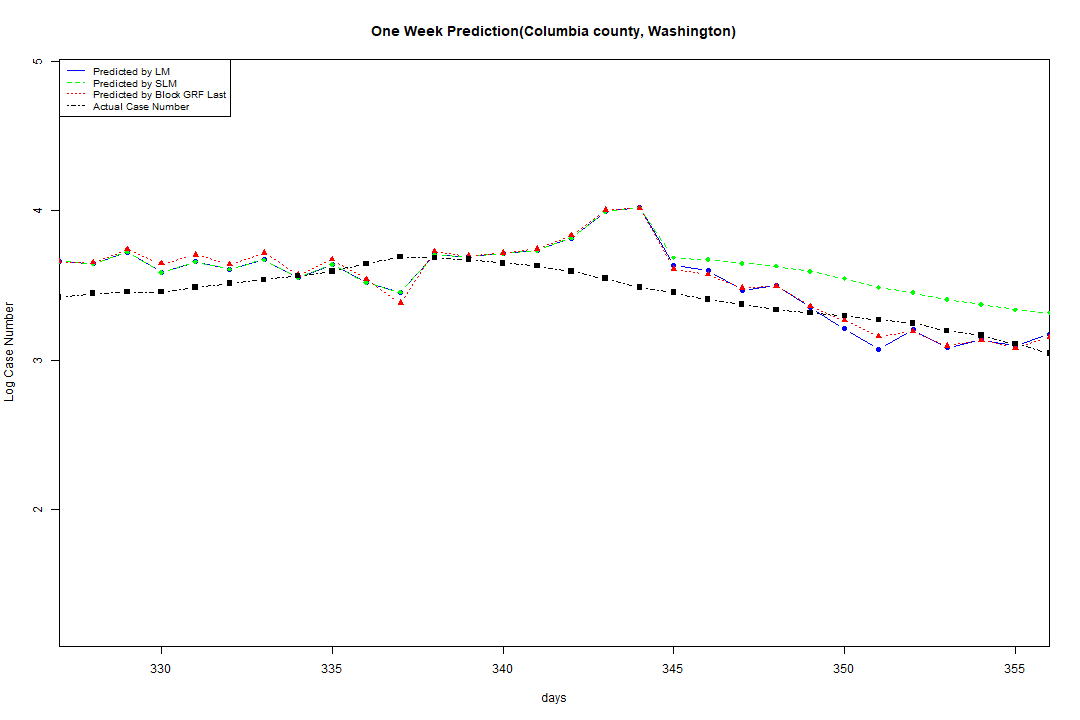 One Week Prediction(Columbia county, Washington)
Predicted by LM
Predicted by SLM
Predicted by Block GRF Last
Actual Case Number
5
4
3
2
Log Case Number
330 335 340 345 350 355
days